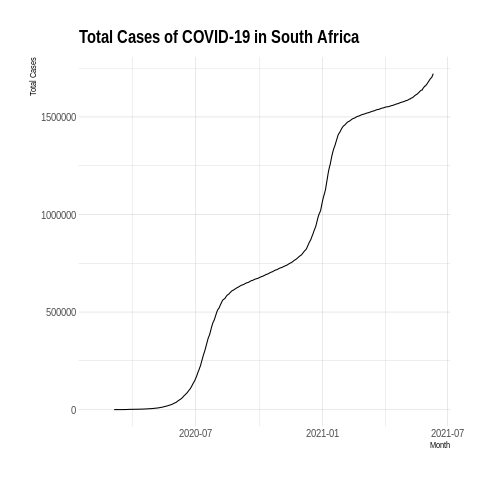 Total Cases of COVID-19 in South Africa
Total Cases
1500000
1000000
500000
0
2020-07
2021-01
2021-07
Month